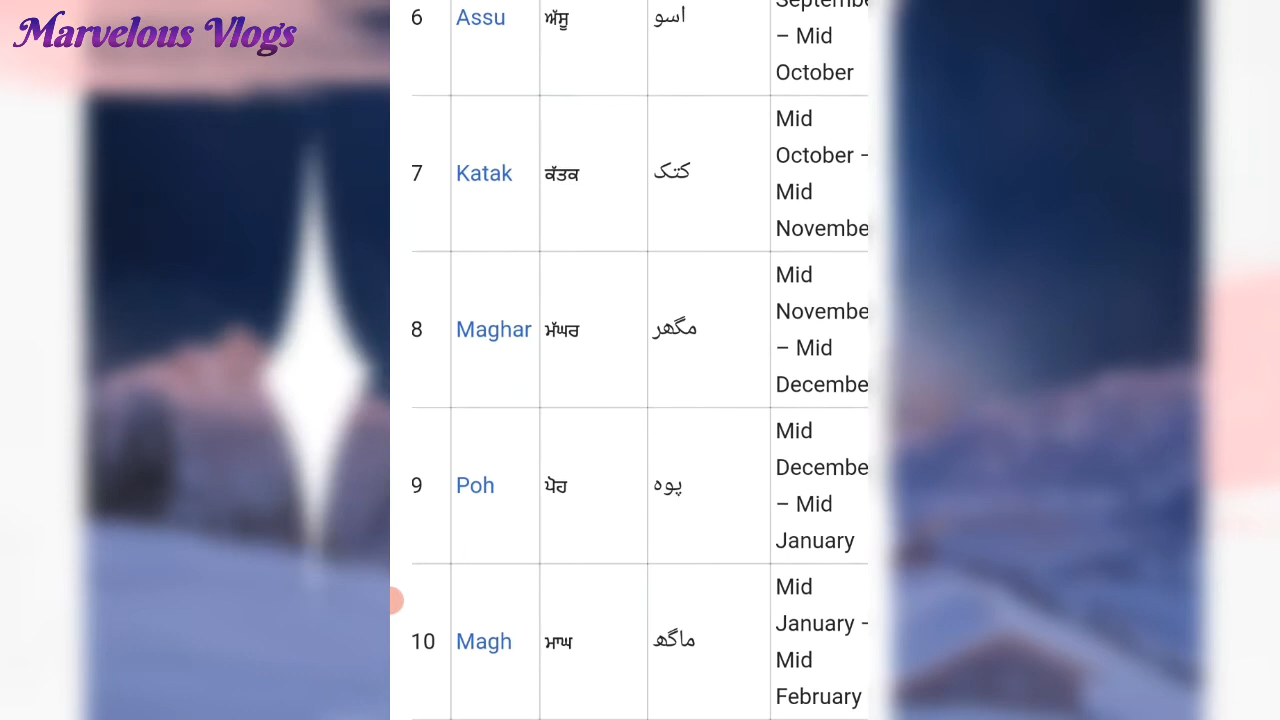 Marvelous Vlogs
– Mid
October
6 Assu ਅੱਸੂ اسو
Mid
October –
Mid
Novembe
7 Katak ਕੱਤਕ کتک
Mid
Novembe
– Mid
Decembe
8 Maghar ਮੱਘਰ مگھر
Mid
Decembe
– Mid
January
9 Poh ਪੋਹ پوہ
Mid
January –
Mid
February
10 Magh ਮਾਘ ماگھ